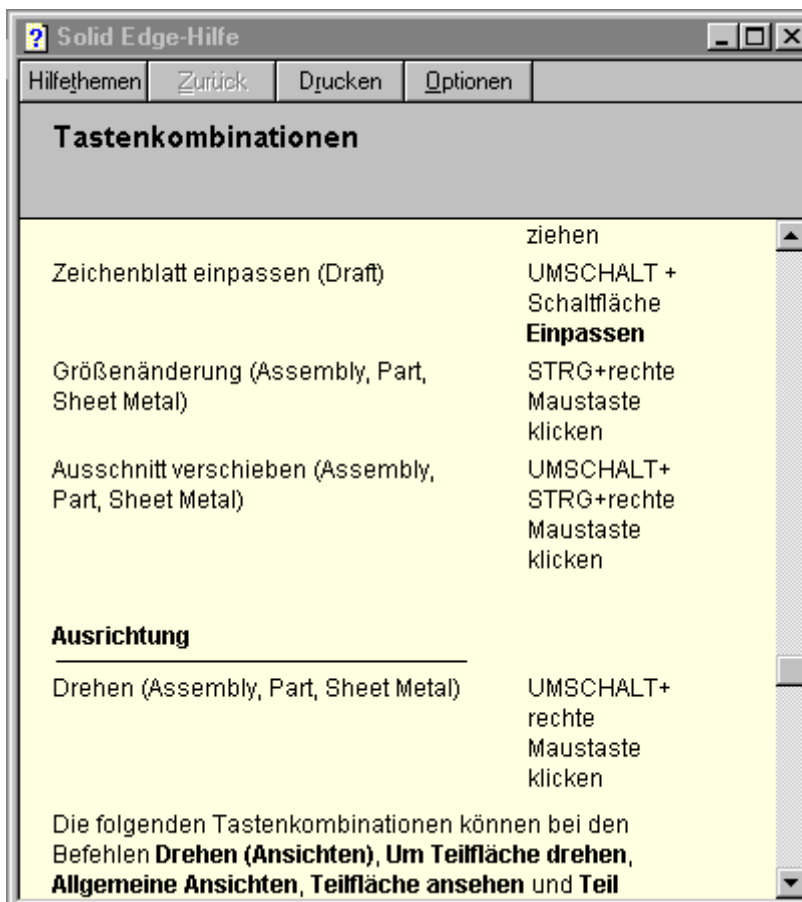 Solid Edge-Hilfe
Hilfethemen Zurück Drucken Optionen
Tastenkombinationen
ziehen
Zeichenblatt einpassen (Draft) UMSCHALT +
Schaltfläche
Einpassen
Größenänderung (Assembly, Part, STRG+rechte
Sheet Metal) Maustaste
klicken
Ausschnitt verschieben (Assembly, UMSCHALT+
Part, Sheet Metal) STRG+rechte
Maustaste
klicken
Ausrichtung
Drehen (Assembly, Part, Sheet Metal) UMSCHALT+
rechte
Maustaste
klicken
Die folgenden Tastenkombinationen können bei den
Befehlen Drehen (Ansichten), Um Teilfläche drehen,
Allgemeine Ansichten, Teilfläche ansehen und Teil